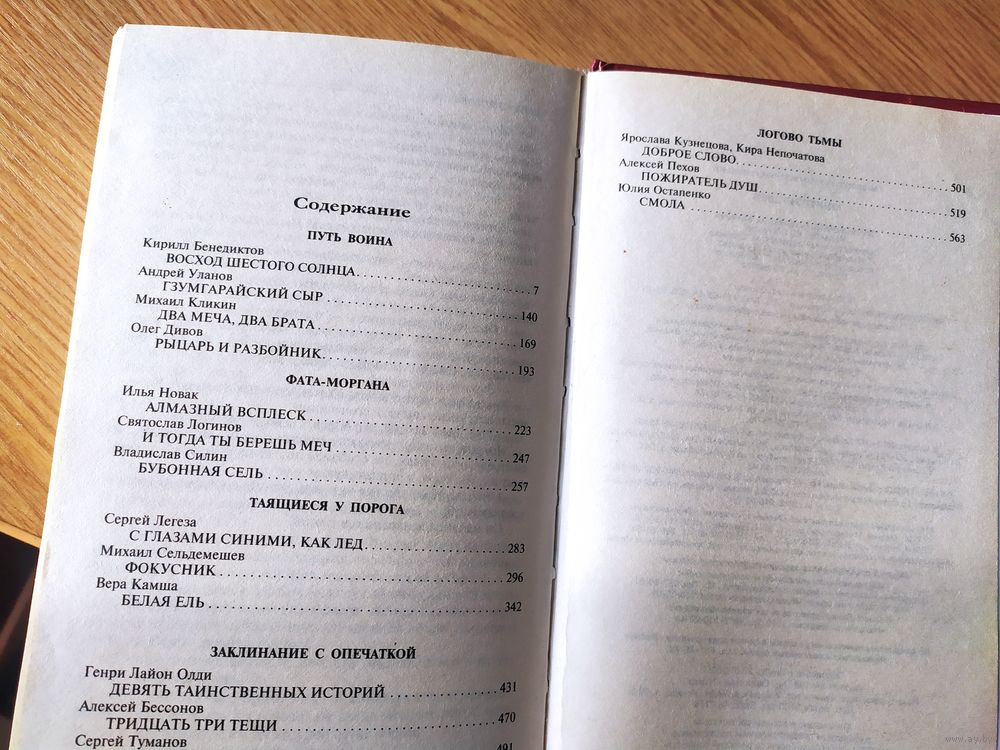 Содержание
ПУТЬ ВОИНА
Кирилл Бенедиктов
ВОСХОД ШЕСТОГО СОЛНЦА. . . . . . . . . . . . . . . . . . . . 7
Андрей Уланов
ГЗУМГАРАЙСКИЙ СЫР . . . . . . . . . . . . . . . . . . . . 140
Михаил Кликин
ДВА МЕЧА, ДВА БРАТА . . . . . . . . . . . . . . . . . . . . 169
Олег Дивов
РЫЦАРЬ И РАЗБОЙНИК. . . . . . . . . . . . . . . . . . . . 193
ФАТА-МОРГАНА
Илья Новак
АЛМАЗНЫЙ ВСПЛЕСК . . . . . . . . . . . . . . . . . . . . 223
Святослав Логинов
И ТОГДА ТЫ БЕРЕШЬ МЕЧ . . . . . . . . . . . . . . . . . . . . 247
Владислав Силин
БУБОННАЯ СЕЛЬ . . . . . . . . . . . . . . . . . . . . 257
ТАЯЩИЕСЯ У ПОРОГА
Сергей Легеза
С ГЛАЗАМИ СИНИМИ, КАК ЛЕД. . . . . . . . . . . . . . . . . . . . 283
Михаил Сельдемешев
ФОКУСНИК . . . . . . . . . . . . . . . . . . . . 296
Вера Камша
БЕЛАЯ ЕЛЬ . . . . . . . . . . . . . . . . . . . . 342
ЗАКЛИНАНИЕ С ОПЕЧАТКОЙ
Генри Лайон Олди
ДЕВЯТЬ ТАИНСТВЕННЫХ ИСТОРИЙ . . . . . . . . . . . . . . . . . . . . 431
Алексей Бессонов
ТРИДЦАТЬ ТРИ ТЕЩИ . . . . . . . . . . . . . . . . . . . . 470
Сергей Туманов
491
ЛОГОВО ТЬМЫ
Ярослава Кузнецова, Кира Непочатова
ДОБРОЕ СЛОВО. . . . . . . . . . . . . . . . . . . . 501
Алексей Пехов
ПОЖИРАТЕЛЬ ДУШ . . . . . . . . . . . . . . . . . . . . 519
Юлия Остапенко
СМОЛА . . . . . . . . . . . . . . . . . . . . 563
www.ay.by